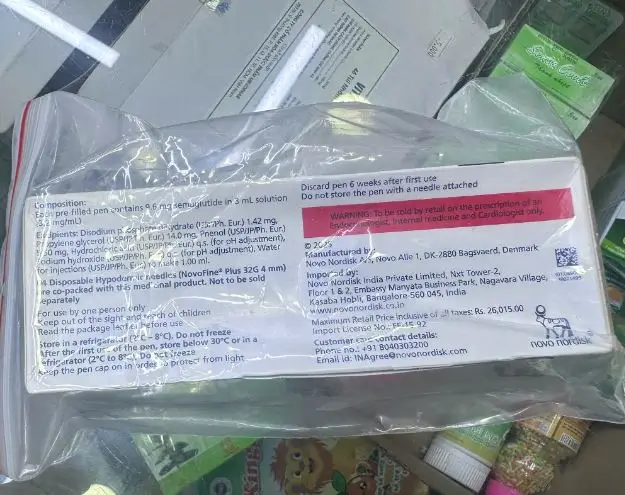 Composition:
Each pre-filled pen contains 9.6 mg semaglutide in 3 mL solution
(3.2 mg/mL)
Excipients: Disodium phosphate dihydrate (USP/Ph. Eur.) 1.42 mg,
Propylene glycerol (USP/JP/Ph. Eur.) 14.0 mg, Phenol (USP/JP/Ph. Eur.)
5.50 mg, Hydrochloric acid (USP/JP/Ph. Eur.) q.s. (for pH adjustment),
Sodium hydroxide (USP/JP/Ph. Eur.) q.s. (for pH adjustment), Water
for injections (USP/JP/Ph. Eur.) to make 1.00 ml.
4 Disposable Hypodermic needles (NovoFine® Plus 32G 4 mm)
are co-packed with this medicinal product. Not to be sold
separately
For use by one person only
Keep out of the sight and reach of children
Read the package leaflet before use
Store in a refrigerator (2°C – 8°C). Do not freeze
After the first use of the pen, store below 30°C or in a
refrigerator (2°C to 8°C). Do not freeze
Keep the pen cap on in order to protect from light
Discard pen 6 weeks after first use
Do not store the pen with a needle attached
WARNING: To be sold by retail on the prescription of an
Endocrinologist, Internal medicine and Cardiologist only.
© 2025
Manufactured by:
Novo Nordisk A/S, Novo Alle 1, DK-2880 Bagsvaerd, Denmark
Imported by:
Novo Nordisk India Private Limited, Nxt Tower-2,
Floor 1 & 2, Embassy Manyata Business Park, Nagavara Village,
Kasaba Hobli, Bangalore-560 045, India
www.novonordisk.co.in
Maximum Retail Price inclusive of all taxes: Rs. 26,015.00
Import License No.:
Customer care contact details:
Phone no.: +91 8040303200
Email id: INAgree@novonordisk.com
novo nordisk®